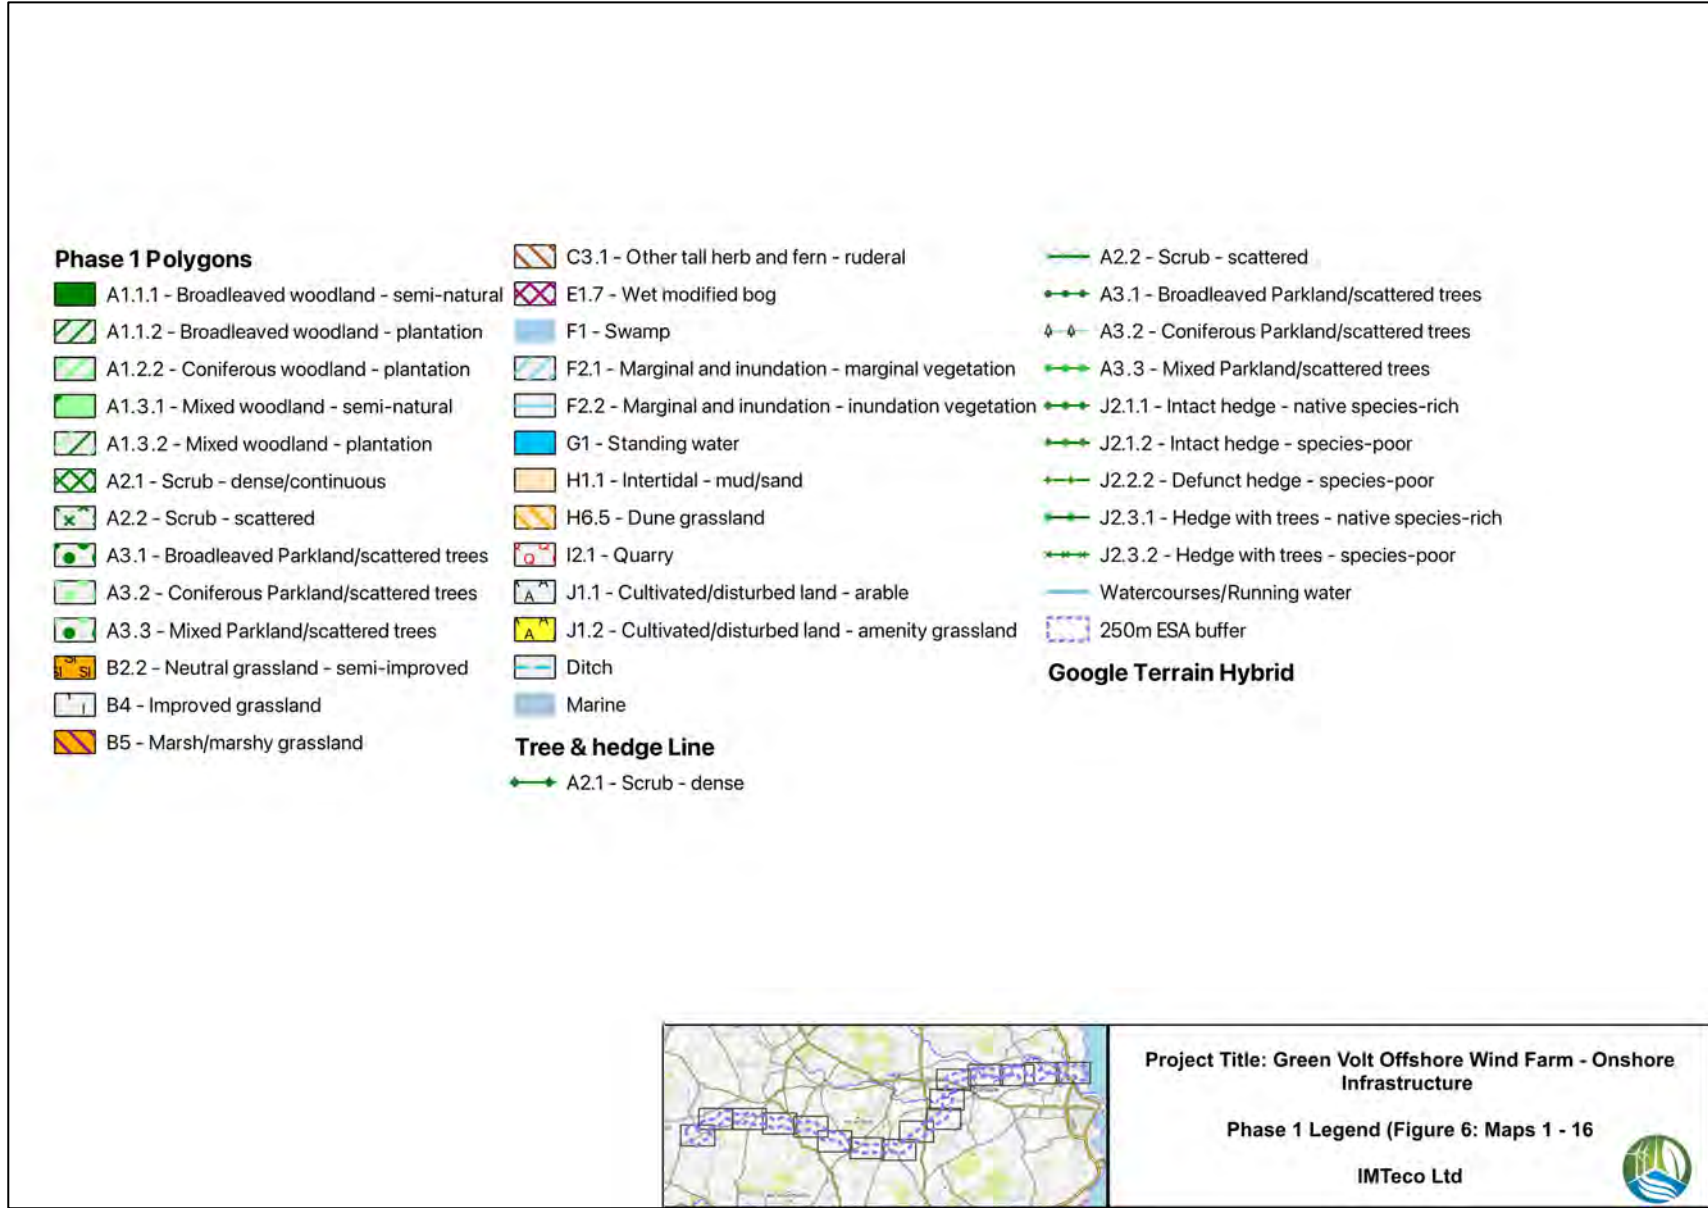 Phase 1 Polygons
A1.1.1 - Broadleaved woodland - semi-natural
A1.1.2 - Broadleaved woodland - plantation
A1.2.2 - Coniferous woodland - plantation
A1.3.1 - Mixed woodland - semi-natural
A1.3.2 - Mixed woodland - plantation
A2.1 - Scrub - dense/continuous
A2.2 - Scrub - scattered
A3.1 - Broadleaved Parkland/scattered trees
A3.2 - Coniferous Parkland/scattered trees
A3.3 - Mixed Parkland/scattered trees
SI SI SI B2.2 - Neutral grassland - semi-improved
I B4 - Improved grassland
B5 - Marsh/marshy grassland
C3.1 - Other tall herb and fern - ruderal
E1.7 - Wet modified bog
F1 - Swamp
F2.1 - Marginal and inundation - marginal vegetation
F2.2 - Marginal and inundation - inundation vegetation
G1 - Standing water
H1.1 - Intertidal - mud/sand
H6.5 - Dune grassland
Q I2.1 - Quarry
A J1.1 - Cultivated/disturbed land - arable
A J1.2 - Cultivated/disturbed land - amenity grassland
Ditch
Marine
Tree & hedge Line
A2.1 - Scrub - dense
A2.2 - Scrub - scattered
A3.1 - Broadleaved Parkland/scattered trees
A3.2 - Coniferous Parkland/scattered trees
A3.3 - Mixed Parkland/scattered trees
J2.1.1 - Intact hedge - native species-rich
J2.1.2 - Intact hedge - species-poor
J2.2.2 - Defunct hedge - species-poor
J2.3.1 - Hedge with trees - native species-rich
J2.3.2 - Hedge with trees - species-poor
Watercourses/Running water
250m ESA buffer
Google Terrain Hybrid
Project Title: Green Volt Offshore Wind Farm - Onshore
Infrastructure
Phase 1 Legend (Figure 6: Maps 1 - 16
IMTeco Ltd